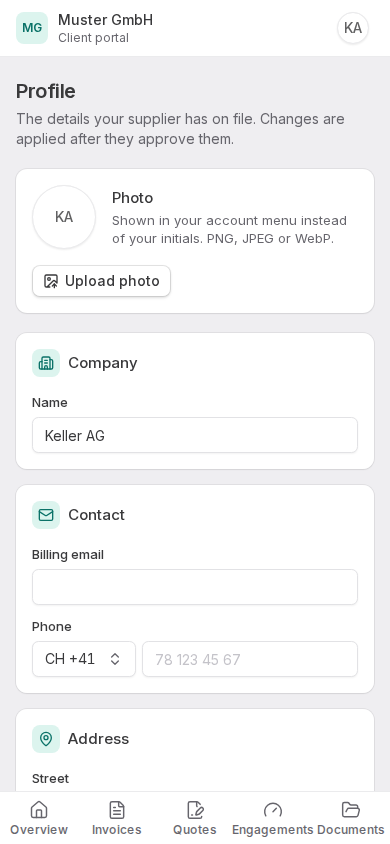 MG
Muster GmbH
Client portal
KA
Profile
The details your supplier has on file. Changes are
applied after they approve them.
KA
Photo
Shown in your account menu instead
of your initials. PNG, JPEG or WebP.
Upload photo
Company
Name
Keller AG
Contact
Billing email
Phone
CH +41
78 123 45 67
Address
Street
Overview
Invoices
Quotes
Engagements
Documents